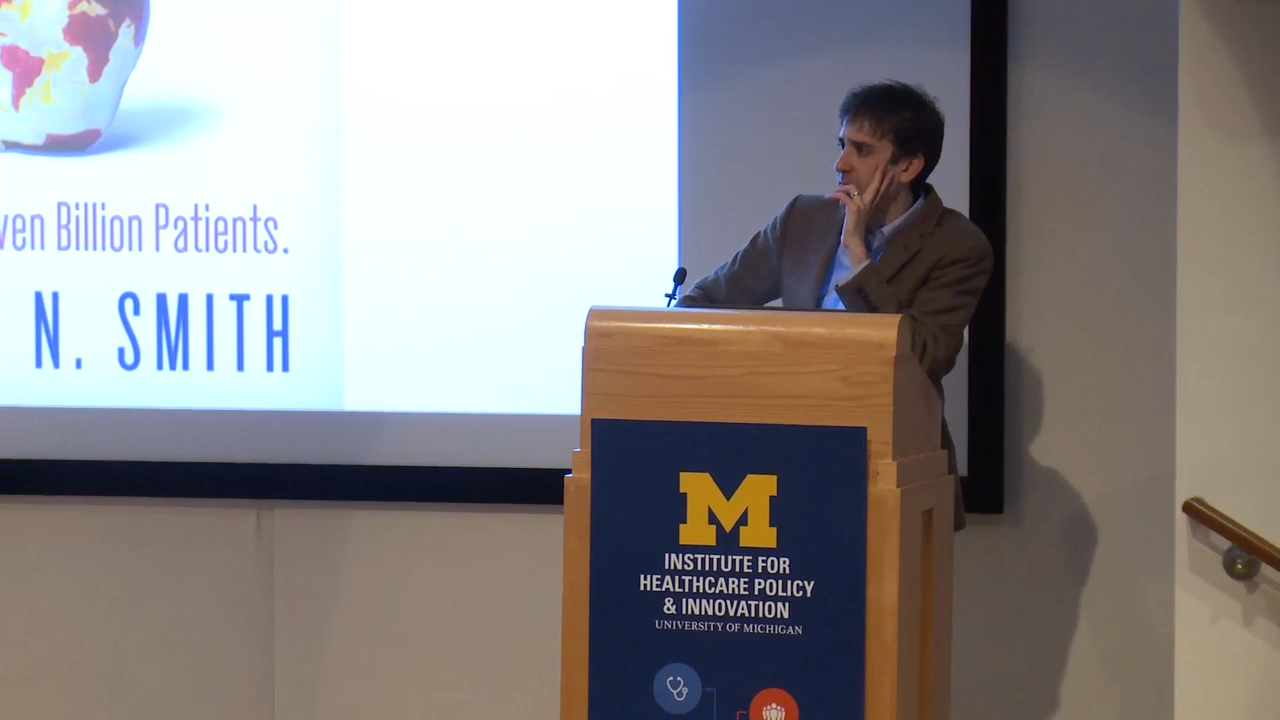 ven Billion Patients.
N. SMITH
M
INSTITUTE FOR
HEALTHCARE POLICY
& INNOVATION
UNIVERSITY OF MICHIGAN